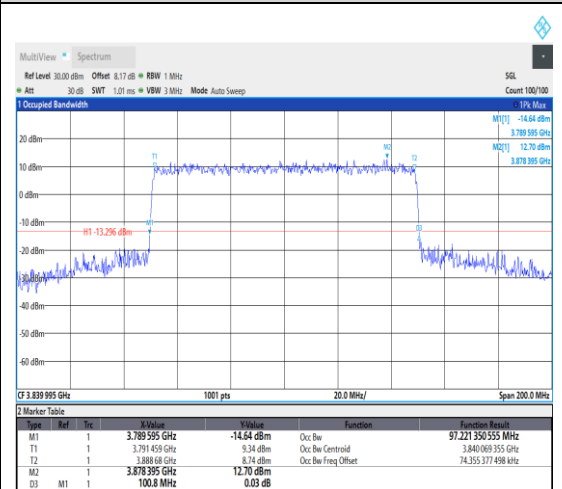 MultiView Spectrum
Ref Level 30.00 dBm Offset 8.17 dB RBW 1 MHz SGL
Att 30 dB SWT 1.01 ms VBW 3 MHz Mode Auto Sweep Count 100/100
1 Occupied Bandwidth 1Pk Max
M1[1] -14.64 dBm
3.789 595 GHz
M2[1] 12.70 dBm
3.878 395 GHz
20 dBm
T1
M2
T2
10 dBm
0 dBm
-10 dBm
M1
D3
H1 -13.296 dBm
-20 dBm
-30 dBm
-40 dBm
-50 dBm
-60 dBm
CF 3.839 995 GHz 1001 pts 20.0 MHz/ Span 200.0 MHz
2 Marker Table
Type Ref Trc X-Value Y-Value Function Function Result
M1 1 3.789 595 GHz -14.64 dBm Occ Bw 97.221 350 555 MHz
T1 1 3.791 459 GHz 9.34 dBm Occ Bw Centroid 3.840 069 355 GHz
T2 1 3.888 68 GHz 8.74 dBm Occ Bw Freq Offset 74.355 377 498 kHz
M2 1 3.878 395 GHz 12.70 dBm
D3 M1 1 100.8 MHz 0.03 dB